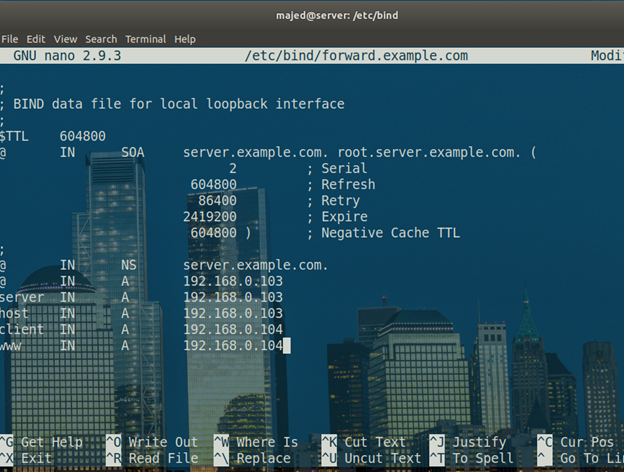 majed@server: /etc/bind
File Edit View Search Terminal Help
GNU nano 2.9.3 /etc/bind/forward.example.com Modi
;
; BIND data file for local loopback interface
;
$TTL 604800
@ IN SOA server.example.com. root.server.example.com. (
2 ; Serial
604800 ; Refresh
86400 ; Retry
2419200 ; Expire
604800 ) ; Negative Cache TTL
;
@ IN NS server.example.com.
@ IN A 192.168.0.103
server IN A 192.168.0.103
host IN A 192.168.0.103
client IN A 192.168.0.104
www IN A 192.168.0.104
^G Get Help ^O Write Out ^W Where Is ^K Cut Text ^J Justify ^C Cur Pos
^X Exit ^R Read File ^\ Replace ^U Uncut Text ^T To Spell ^_ Go To Li